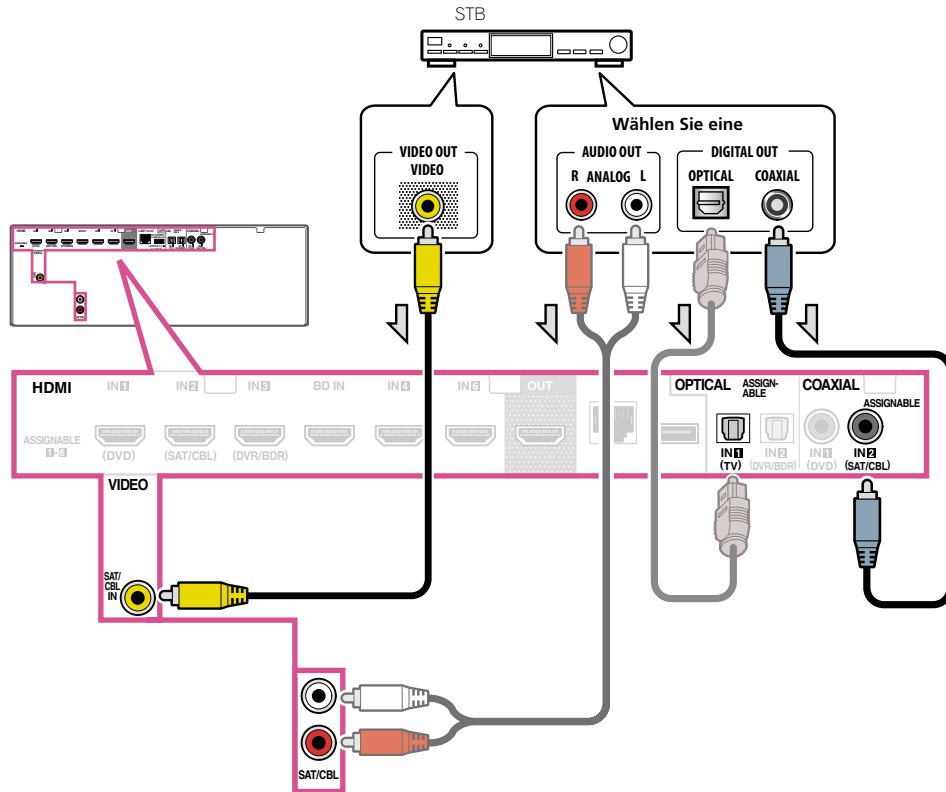 STB
Wählen Sie eine
VIDEO OUT
VIDEO
AUDIO OUT
R ANALOG L
DIGITAL OUT
OPTICAL COAXIAL
HDMI
IN 1
IN 2
IN 3
BD IN
IN 4
IN 6
OUT
OPTICAL
ASSIGN-
ABLE
COAXIAL
ASSIGNABLE
ASSIGNABLE
1-6
(DVD)
(SAT/CBL)
(DVR/BDR)
IN 1
(TV)
IN 2
(DVR/BDR)
IN 1
(DVD)
IN 2
(SAT/CBL)
VIDEO
SAT/
CBL
IN
SAT/CBL